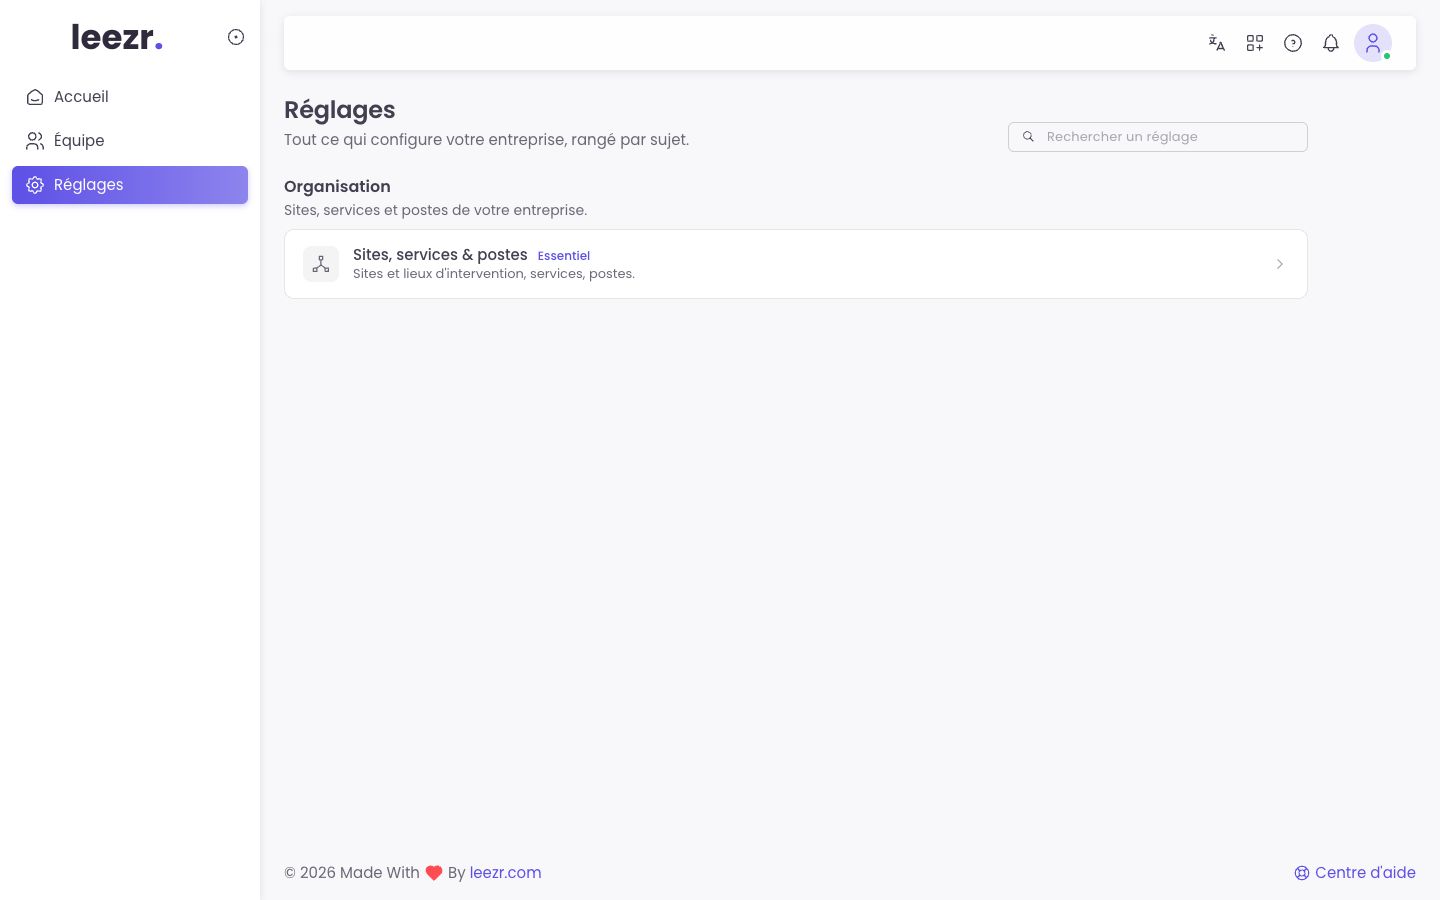 leezr.
Accueil
Équipe
Réglages
Réglages
Tout ce qui configure votre entreprise, rangé par sujet.
Rechercher un réglage
Organisation
Sites, services et postes de votre entreprise.
Sites, services & postes Essentiel
Sites et lieux d'intervention, services, postes.
© 2026 Made With ❤ By leezr.com
Centre d'aide